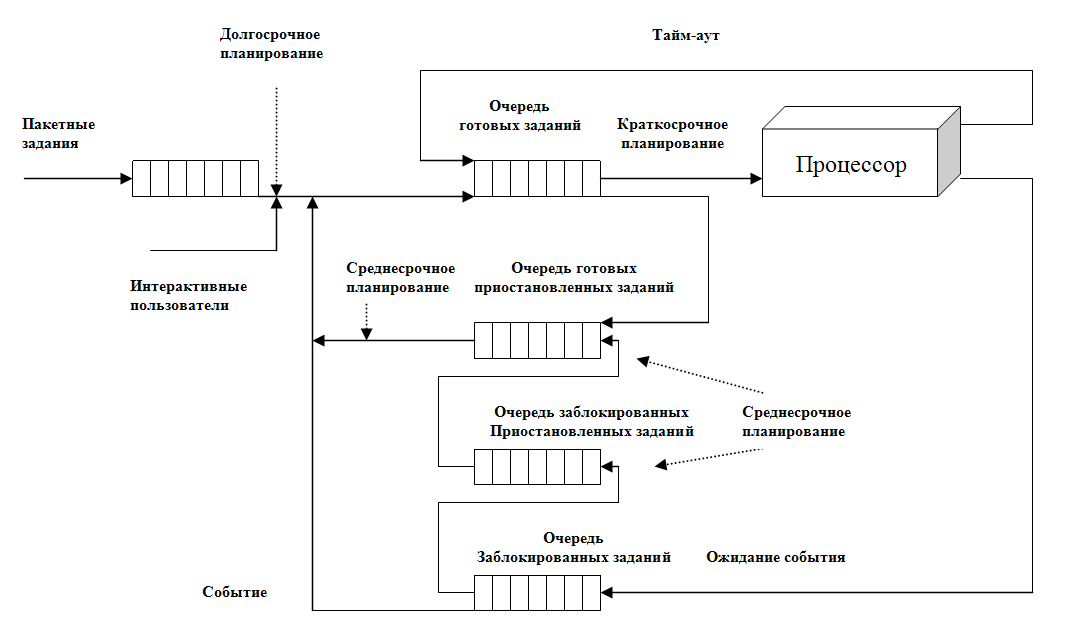 Долгосрочное
планирование
Тайм-аут
Пакетные
задания
Очередь
готовых заданий
Краткосрочное
планирование
Процессор
Интерактивные
пользователи
Среднесрочное
планирование
Очередь готовых
приостановленных заданий
Очередь заблокированных
Приостановленных заданий
Среднесрочное
планирование
Очередь
Заблокированных заданий
Ожидание события
Событие